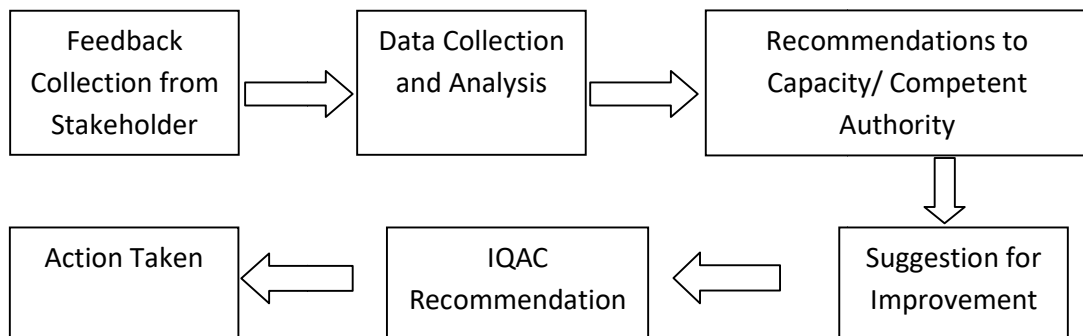 Feedback
Collection from
Stakeholder
Data Collection
and Analysis
Recommendations to
Capacity/ Competent
Authority
Suggestion for
Improvement
IQAC
Recommendation
Action Taken